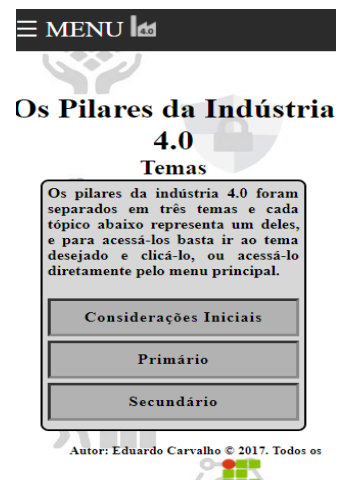 ☰ MENU 4.0
Os Pilares da Indústria
4.0
Temas
Os pilares da indústria 4.0 foram
separados em três temas e cada
tópico abaixo representa um deles,
e para acessá-los basta ir ao tema
desejado e clicá-lo, ou acessá-lo
diretamente pelo menu principal.
Considerações Iniciais
Primário
Secundário
Autor: Eduardo Carvalho © 2017. Todos os